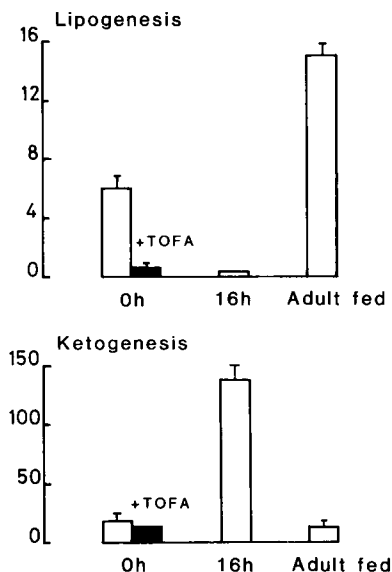 Lipogenesis
16
12
8
4
0
+TOFA
0h 16h Adult fed
Ketogenesis
150
100
50
0
+TOFA
0h 16h Adult fed